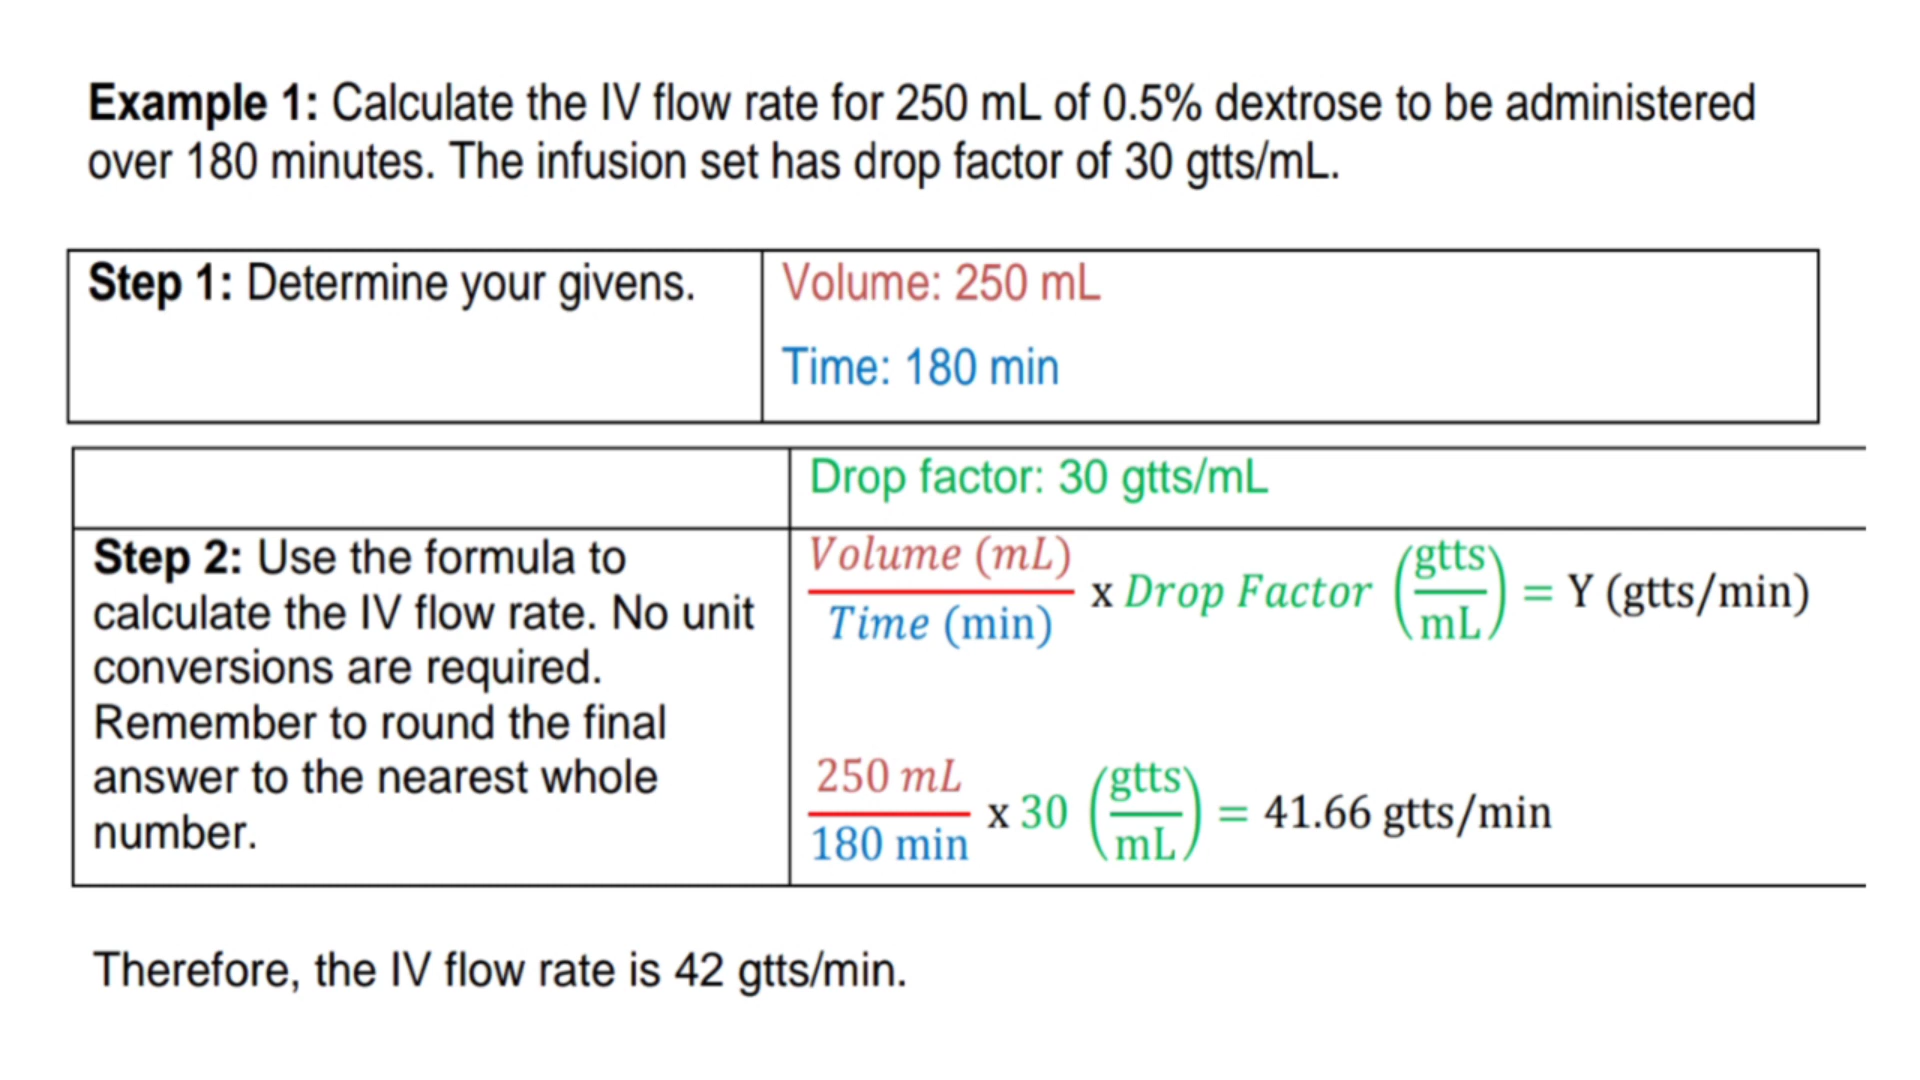 Example 1: Calculate the IV flow rate for 250 mL of 0.5% dextrose to be administered
over 180 minutes. The infusion set has drop factor of 30 gtts/mL.
Step 1: Determine your givens.
Volume: 250 mL
Time: 180 min
Drop factor: 30 gtts/mL
Step 2: Use the formula to
calculate the IV flow rate. No unit
conversions are required.
Remember to round the final
answer to the nearest whole
number.
Volume (mL)
Time (min)
x Drop Factor (gtts/mL) = Y (gtts/min)
250 mL
180 min
x 30 (gtts/mL) = 41.66 gtts/min
Therefore, the IV flow rate is 42 gtts/min.